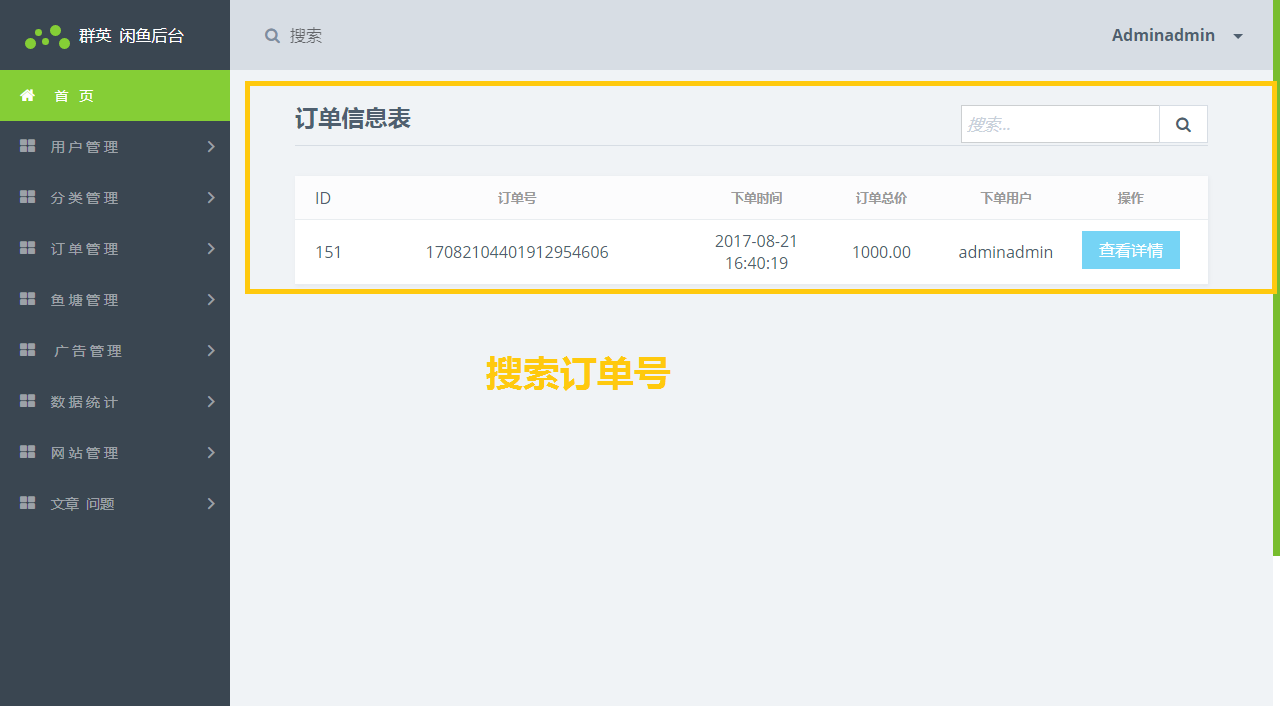 群英 闲鱼后台
搜索
Adminadmin
首 页
用户管理
分类管理
订单管理
鱼塘管理
广告管理
数据统计
网站管理
文章 问题
订单信息表
搜索...
ID 订单号 下单时间 订单总价 下单用户 操作
151 17082104401912954606 2017-08-21 16:40:19 1000.00 adminadmin 查看详情
搜索订单号